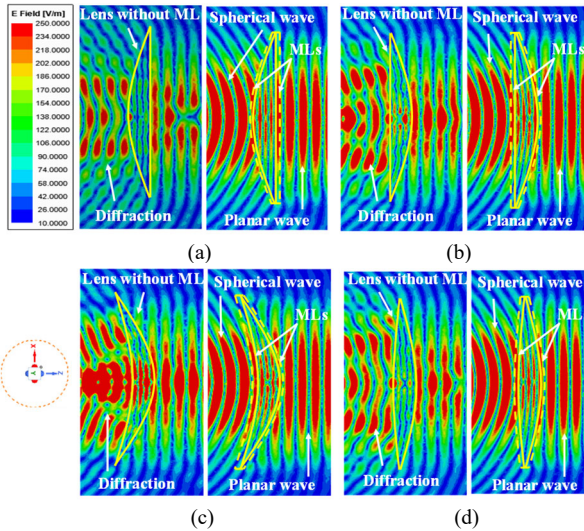 E Field [V/m]
250.0000
234.0000
218.0000
202.0000
186.0000
170.0000
154.0000
138.0000
122.0000
106.0000
90.0000
74.0000
58.0000
42.0000
26.0000
10.0000
Lens without ML
Diffraction
Spherical wave
MLs
Planar wave
(a)
Lens without ML
Diffraction
Spherical wave
MLs
Planar wave
(b)
X
Y
Z
Lens without ML
Diffraction
Spherical wave
MLs
Planar wave
(c)
Lens without ML
Diffraction
Spherical wave
MLs
Planar wave
(d)